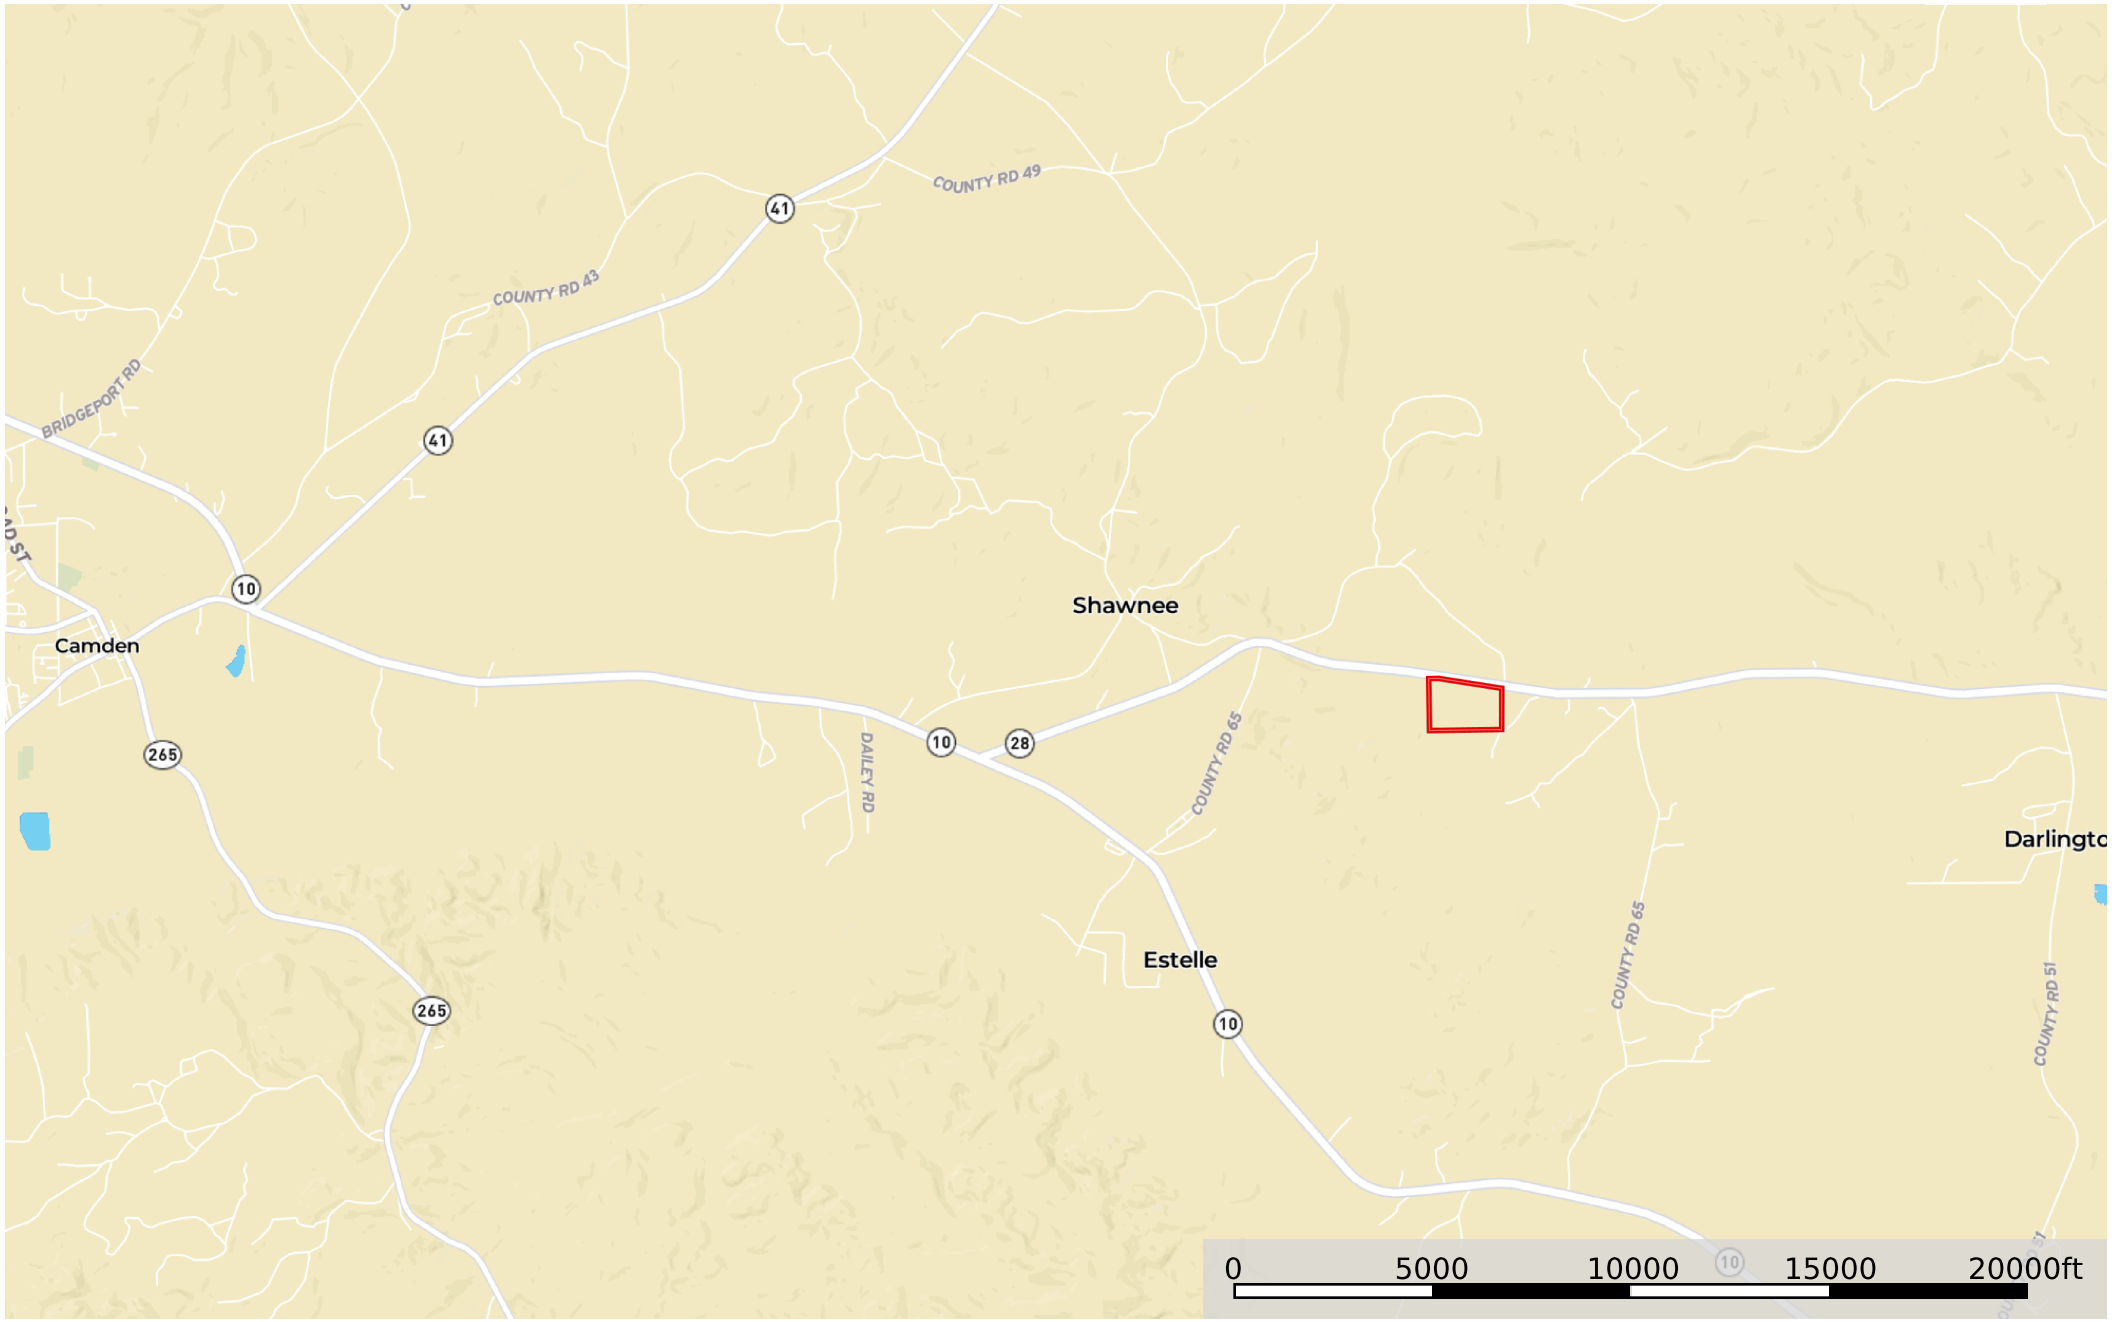 COUNTY RD 49
41
COUNTY RD 43
BRIDGEPORT RD
41
10
Shawnee
Camden
265
10
28
DAILEY RD
COUNTY RD 65
Darlingto
COUNTY RD 65
Estelle
COUNTY RD 51
265
10
10
0 5000 10000 15000 20000ft